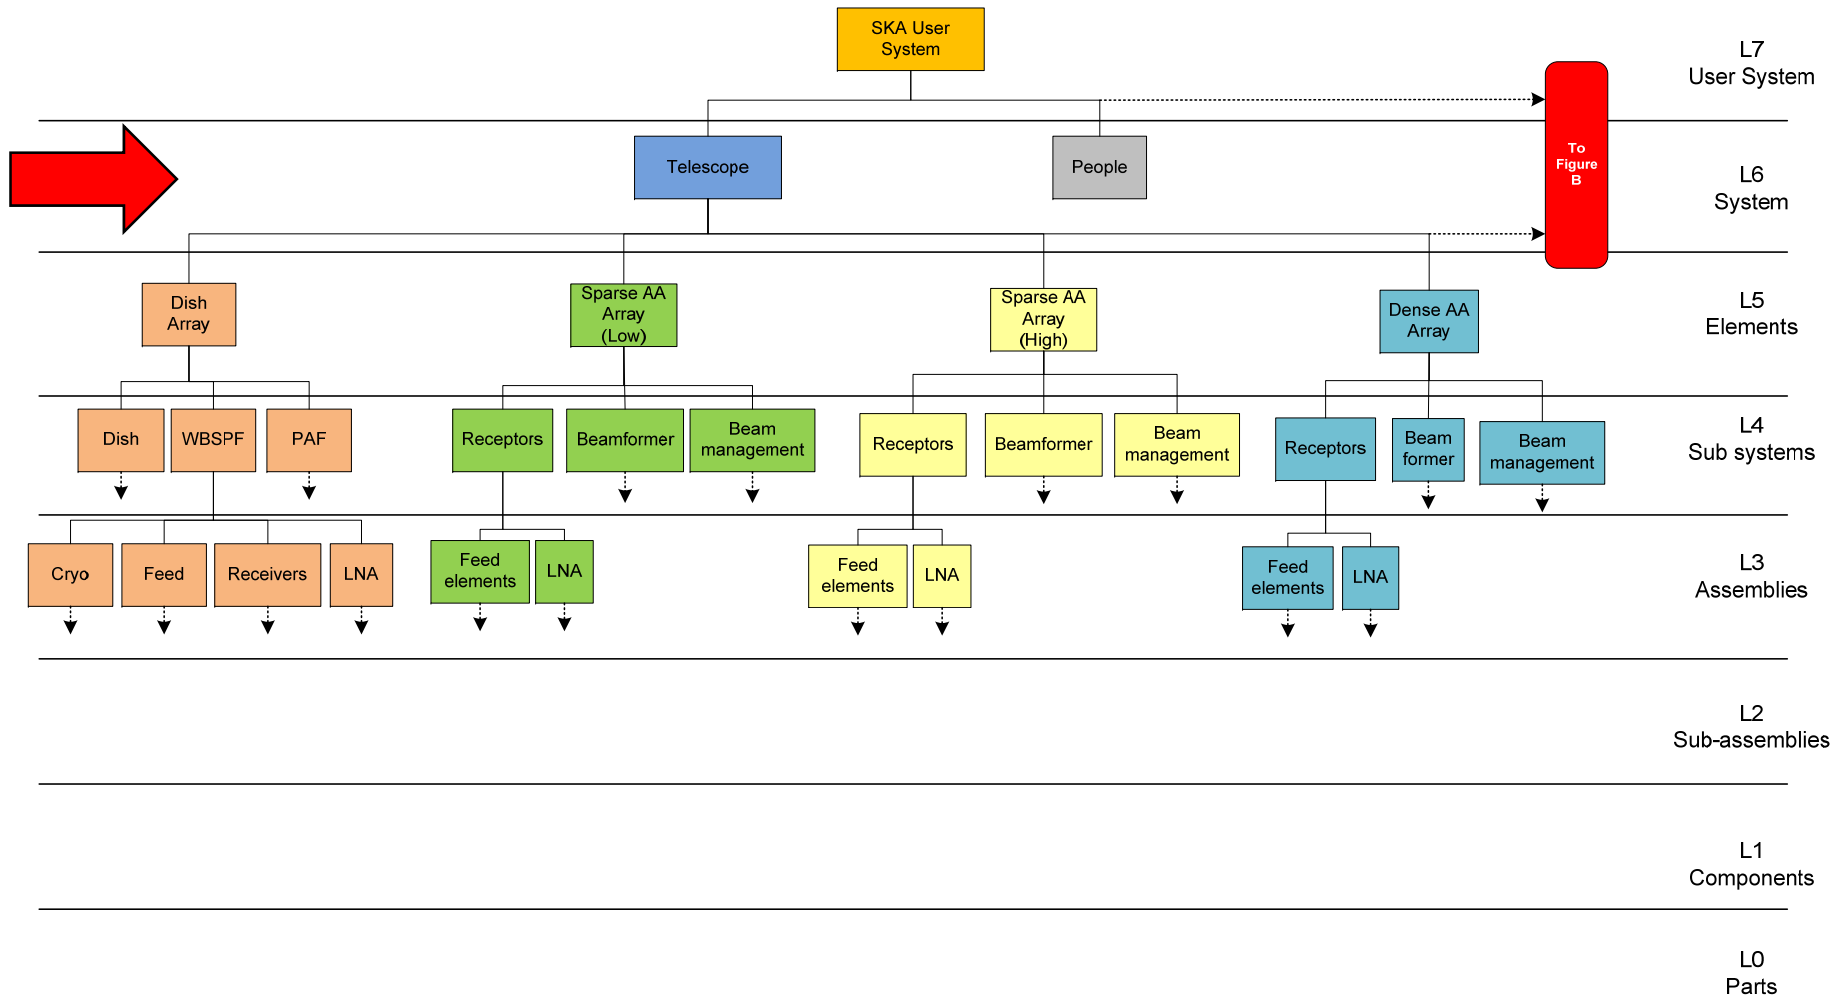 SKA User
System
L7
User System
To
Figure
B
Telescope
People
L6
System
Dish
Array
Sparse AA
Array
(Low)
Sparse AA
Array
(High)
Dense AA
Array
L5
Elements
Dish
WBSPF
PAF
Receptors
Beamformer
Beam
management
Receptors
Beamformer
Beam
management
Receptors
Beam
former
Beam
management
L4
Sub systems
Cryo
Feed
Receivers
LNA
Feed
elements
LNA
Feed
elements
LNA
Feed
elements
LNA
L3
Assemblies
L2
Sub-assemblies
L1
Components
L0
Parts